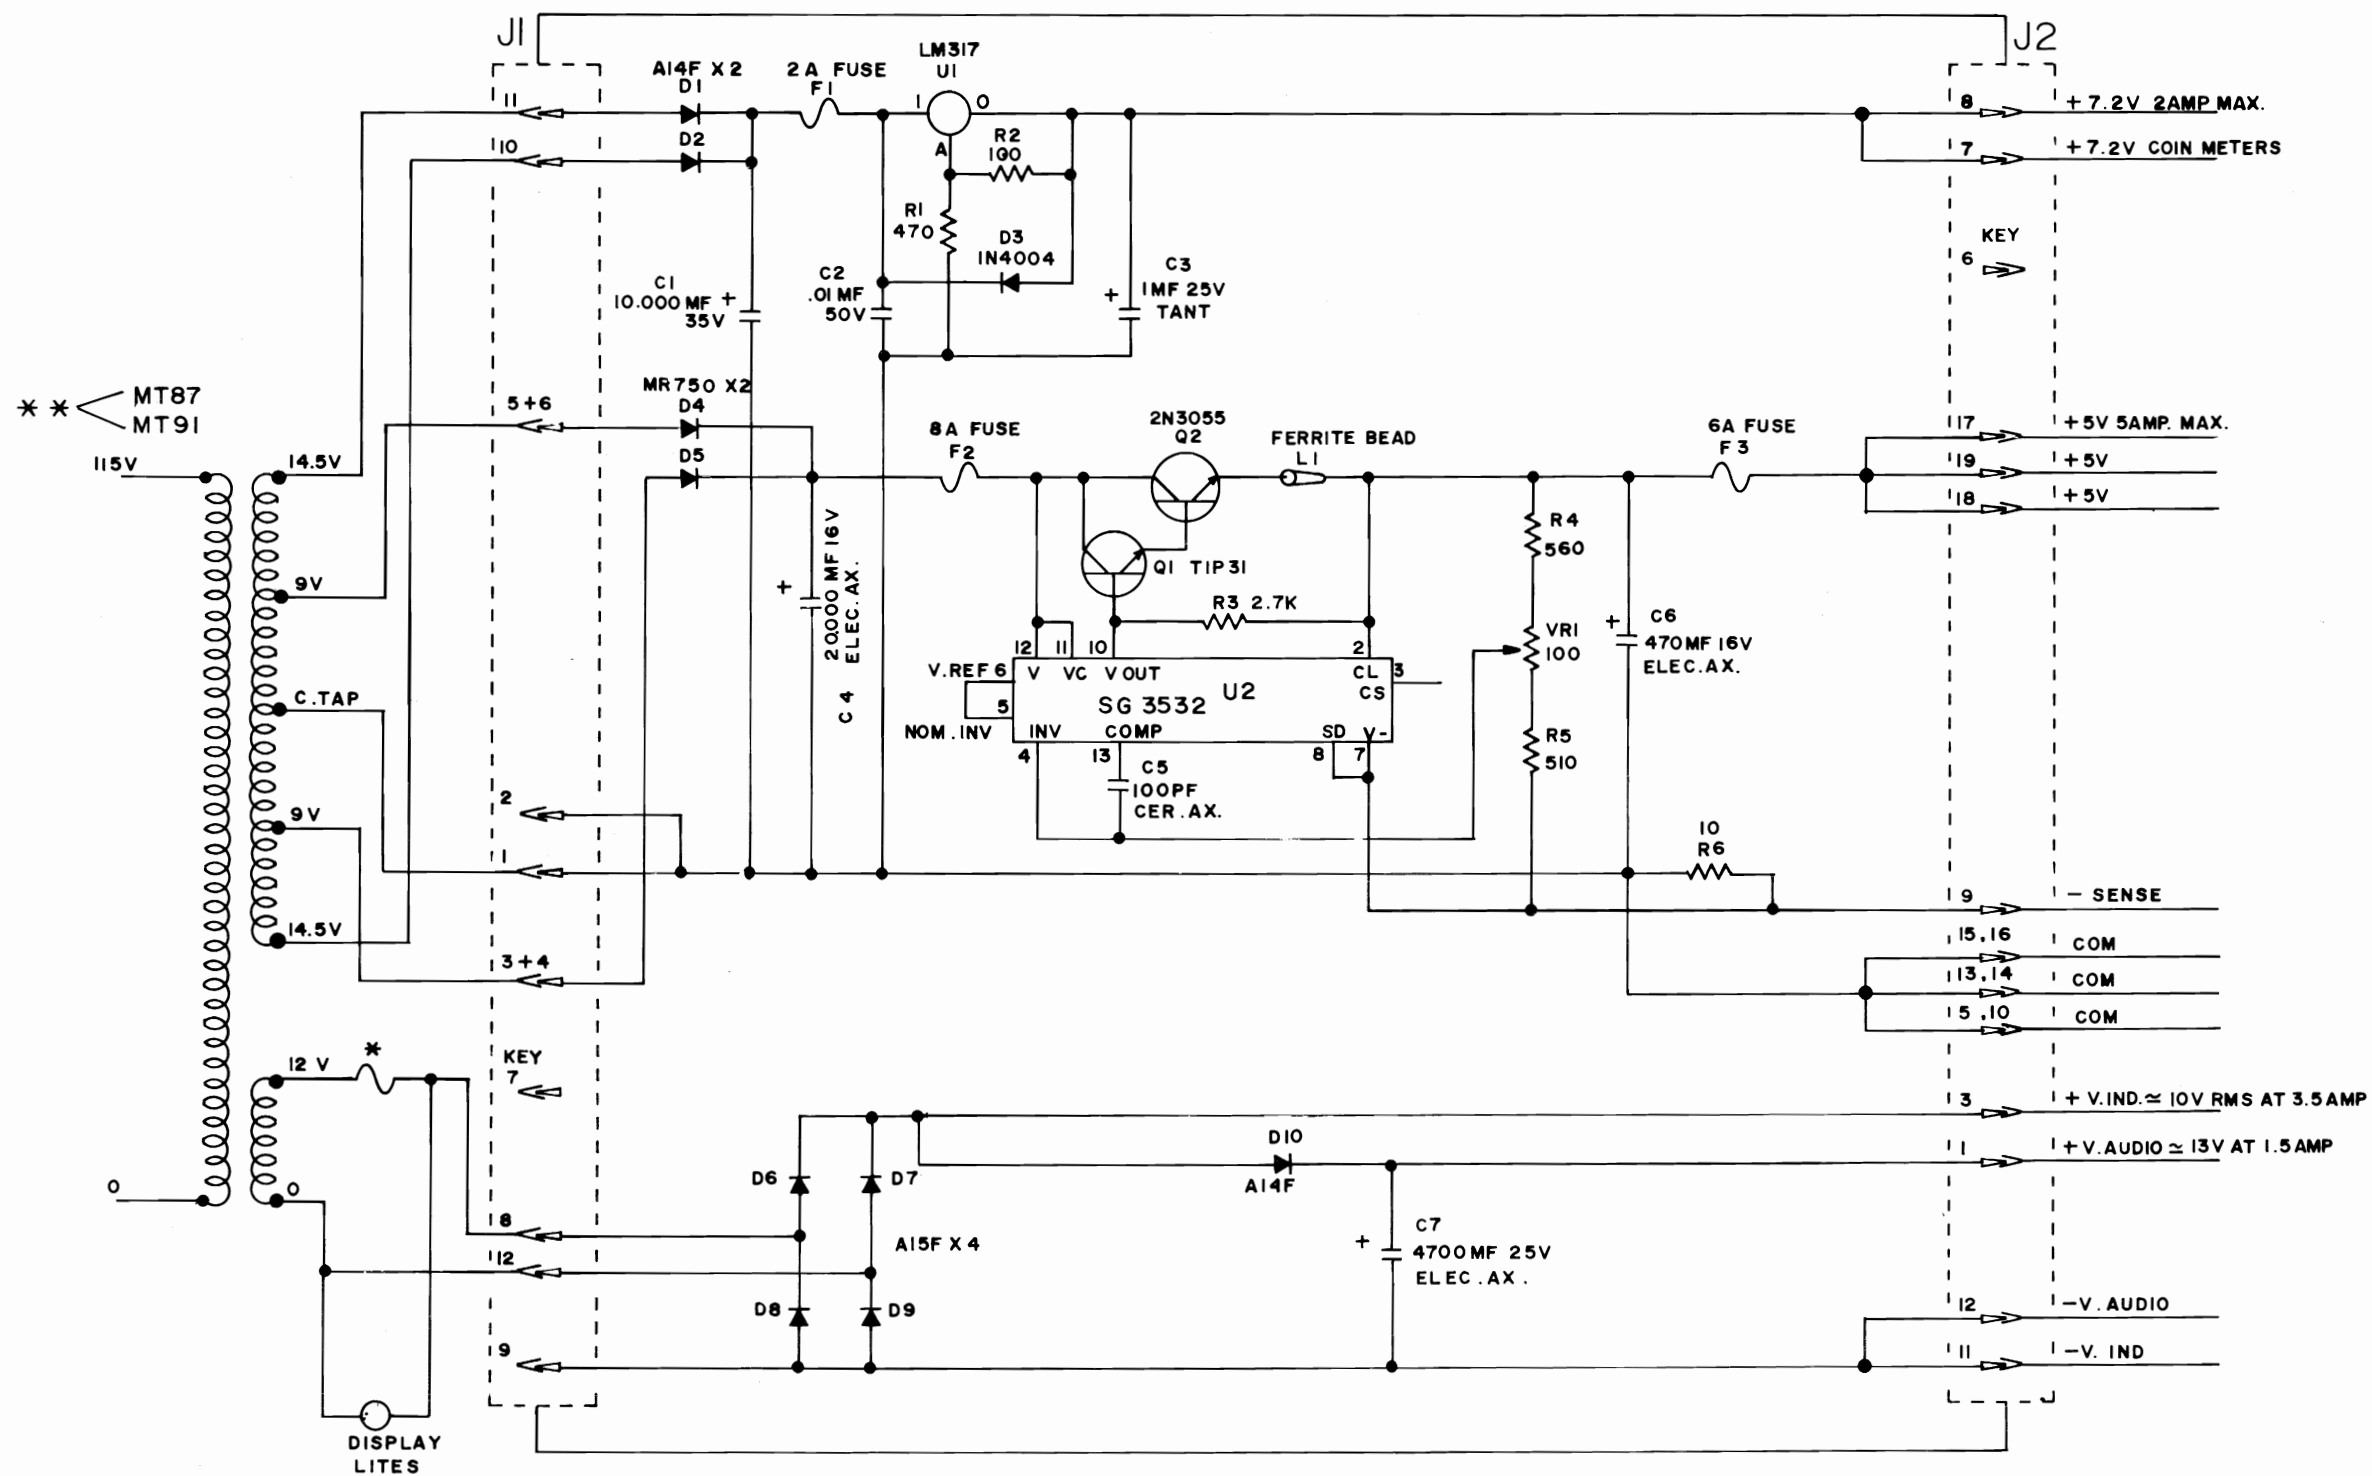 J1
J2
A14F X 2
D1
2 A FUSE
F1
LM317
U1
I
O
A
11
D2
10
R2
100
R1
470
D3
1N4004
C1
10.000 MF +
35V
C2
.01 MF
50V
+
C3
1MF 25V
TANT
8
+ 7.2V 2AMP MAX.
7
+ 7.2V COIN METERS
KEY
6
** MT87
MT91
115V
14.5V
9V
C.TAP
9V
14.5V
0
5+6
MR750 X2
D4
D5
8A FUSE
F2
2N3055
Q2
FERRITE BEAD
L1
6A FUSE
F3
17
+5V 5AMP. MAX.
19
+5V
18
+5V
Q1 TIP31
R3 2.7K
+
C 4 20,000 MF 16V
ELEC. AX.
R4
560
VR1
100
R5
510
+
C6
470MF 16V
ELEC.AX.
12 11 10 2
V.REF 6
V VC V OUT CL 3
CS
SG 3532 U2
5
NOM . INV
INV COMP SD V-
4 13 8 7
C5
100PF
CER. AX.
2
1
3+4
10
R6
9
- SENSE
15,16
COM
13,14
COM
5 ,10
COM
12 V
*
0
KEY
7
3
+ V.IND.≃ 10V RMS AT 3.5AMP
D10
A14F
1
+ V.AUDIO ≃ 13V AT 1.5AMP
D6
D7
8
12
A15F X 4
D8
D9
+
C7
4700MF 25V
ELEC . AX .
9
12
-V. AUDIO
11
-V. IND
DISPLAY
LITES